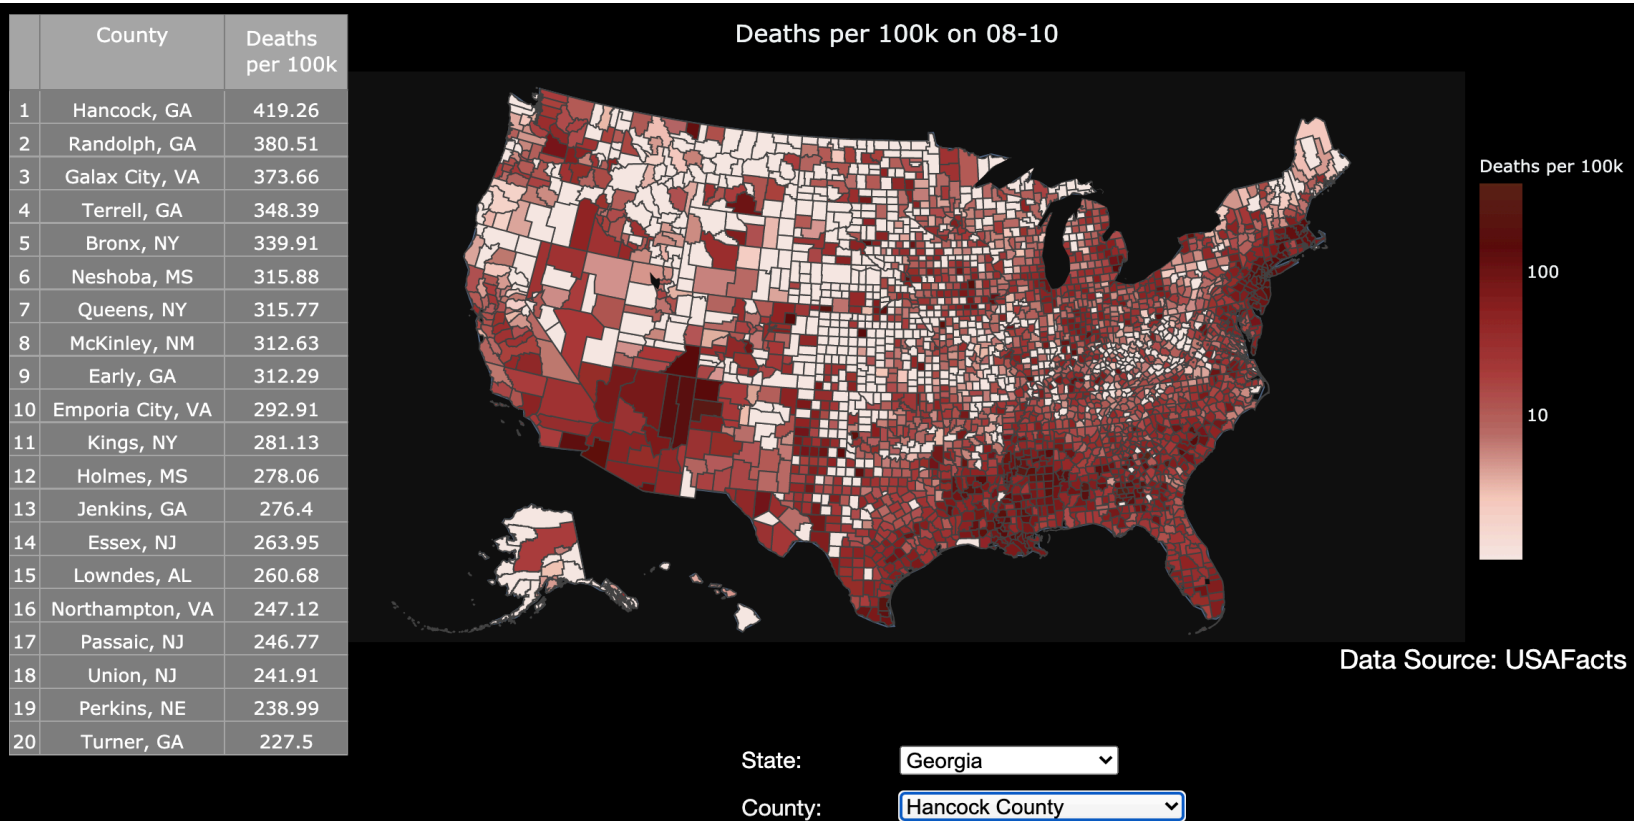 County Deaths per 100k
1 Hancock, GA 419.26
2 Randolph, GA 380.51
3 Galax City, VA 373.66
4 Terrell, GA 348.39
5 Bronx, NY 339.91
6 Neshoba, MS 315.88
7 Queens, NY 315.77
8 McKinley, NM 312.63
9 Early, GA 312.29
10 Emporia City, VA 292.91
11 Kings, NY 281.13
12 Holmes, MS 278.06
13 Jenkins, GA 276.4
14 Essex, NJ 263.95
15 Lowndes, AL 260.68
16 Northampton, VA 247.12
17 Passaic, NJ 246.77
18 Union, NJ 241.91
19 Perkins, NE 238.99
20 Turner, GA 227.5
Deaths per 100k on 08-10
Deaths per 100k
100
10
Data Source: USAFacts
State: Georgia
County: Hancock County